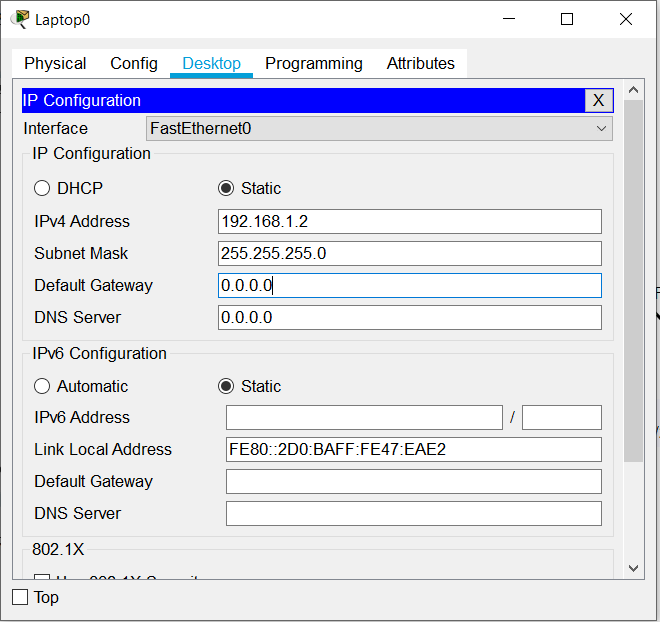 Laptop0
Physical Config Desktop Programming Attributes
IP Configuration X
Interface FastEthernet0
IP Configuration
DHCP Static
IPv4 Address 192.168.1.2
Subnet Mask 255.255.255.0
Default Gateway 0.0.0.0
DNS Server 0.0.0.0
IPv6 Configuration
Automatic Static
IPv6 Address /
Link Local Address FE80::2D0:BAFF:FE47:EAE2
Default Gateway
DNS Server
802.1X
Top